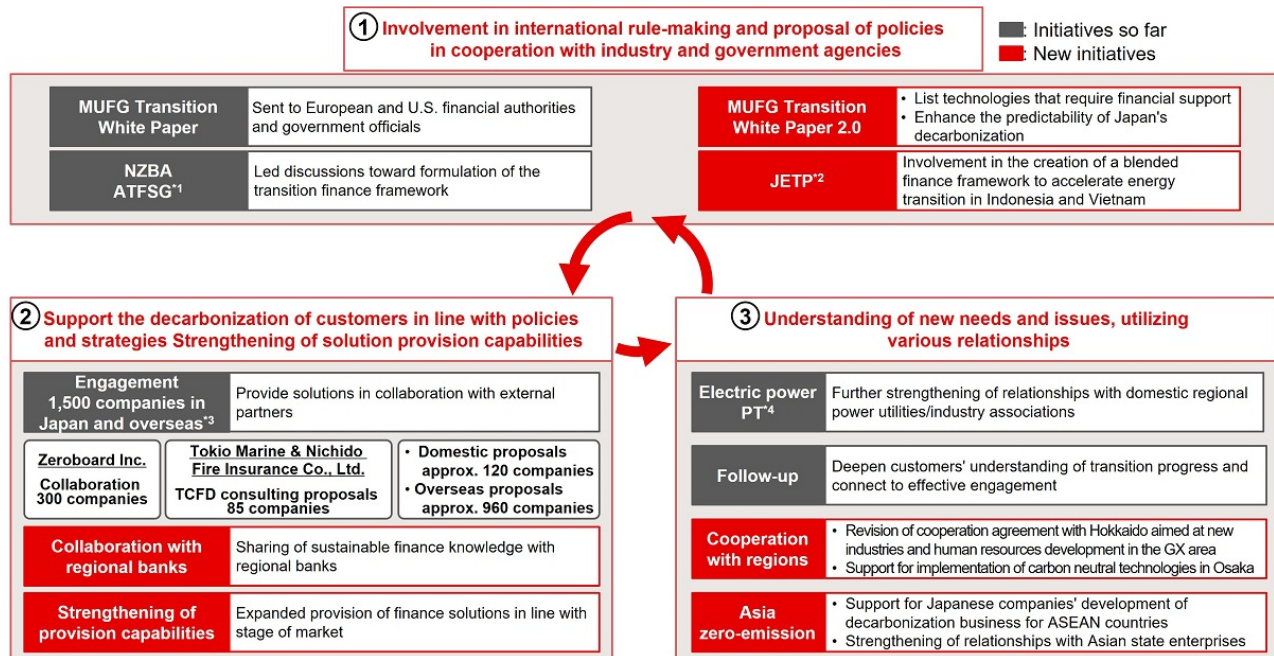 ① Involvement in international rule-making and proposal of policies
in cooperation with industry and government agencies
: Initiatives so far
: New initiatives
MUFG Transition
White Paper
Sent to European and U.S. financial authorities
and government officials
NZBA
ATFSG*1
Led discussions toward formulation of the
transition finance framework
MUFG Transition
White Paper 2.0
• List technologies that require financial support
• Enhance the predictability of Japan's
decarbonization
JETP*2
Involvement in the creation of a blended
finance framework to accelerate energy
transition in Indonesia and Vietnam
② Support the decarbonization of customers in line with policies
and strategies Strengthening of solution provision capabilities
Engagement
1,500 companies in
Japan and overseas*3
Provide solutions in collaboration with external
partners
Zeroboard Inc.
Collaboration
300 companies
Tokio Marine & Nichido
Fire Insurance Co., Ltd.
TCFD consulting proposals
85 companies
• Domestic proposals
approx. 120 companies
• Overseas proposals
approx. 960 companies
Collaboration with
regional banks
Sharing of sustainable finance knowledge with
regional banks
Strengthening of
provision capabilities
Expanded provision of finance solutions in line with
stage of market
③ Understanding of new needs and issues, utilizing
various relationships
Electric power
PT*4
Further strengthening of relationships with domestic regional
power utilities/industry associations
Follow-up
Deepen customers' understanding of transition progress and
connect to effective engagement
Cooperation
with regions
• Revision of cooperation agreement with Hokkaido aimed at new
industries and human resources development in the GX area
• Support for implementation of carbon neutral technologies in Osaka
Asia
zero-emission
• Support for Japanese companies' development of
decarbonization business for ASEAN countries
• Strengthening of relationships with Asian state enterprises